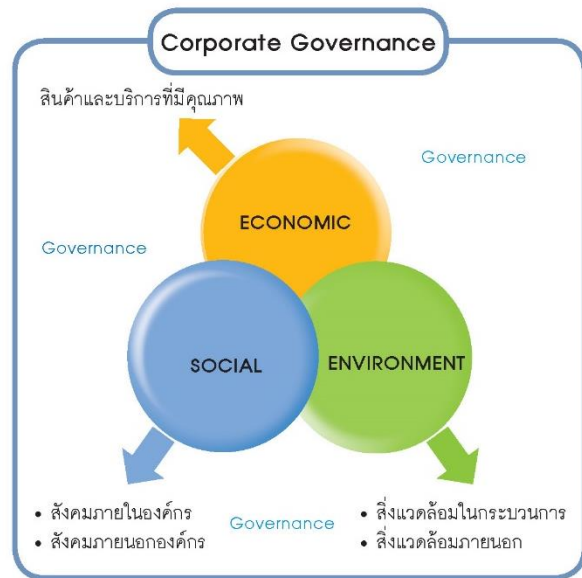 Corporate Governance
สินค้าและบริการที่มีคุณภาพ
Governance
ECONOMIC
Governance
SOCIAL
ENVIRONMENT
• สังคมภายในองค์กร
• สังคมภายนอกองค์กร
Governance
• สิ่งแวดล้อมในกระบวนการ
• สิ่งแวดล้อมภายนอก